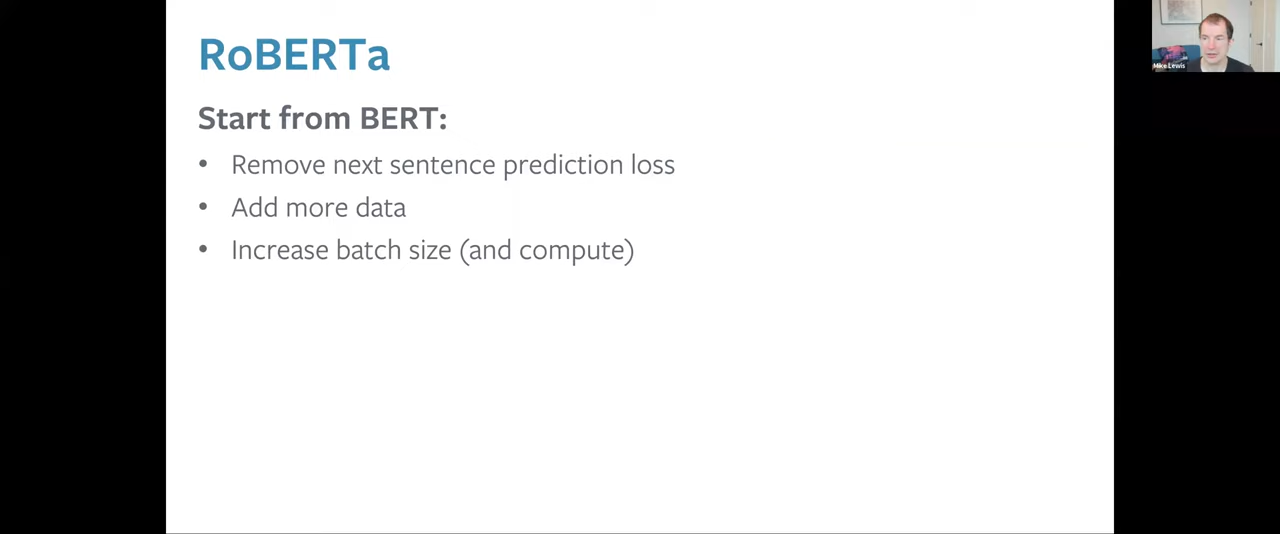 RoBERTa
Start from BERT:
• Remove next sentence prediction loss
• Add more data
• Increase batch size (and compute)
Mike Lewis